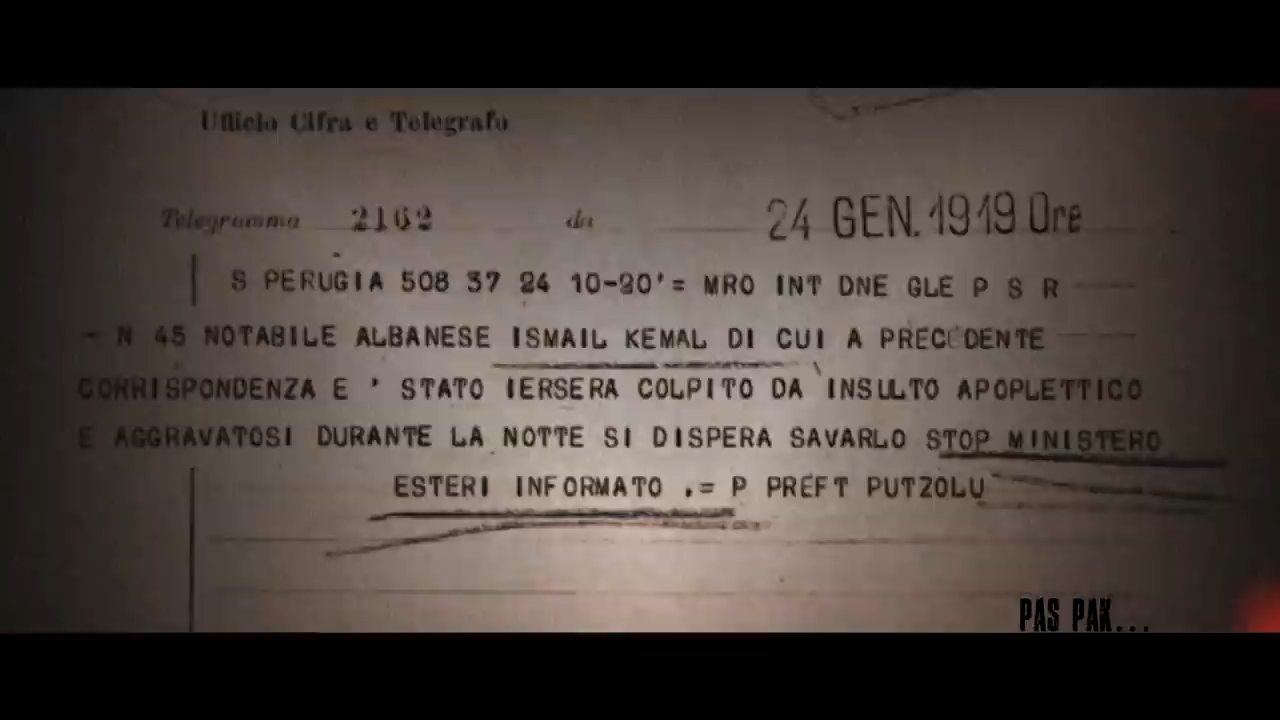 Ufficio Cifra e Telegrafo
Telegramma 2162 da 24 GEN. 1919 Ore
S PERUGIA 508 37 24 10-20'= MRO INT DNE GLE P S R
- N 45 NOTABILE ALBANESE ISMAIL KEMAL DI CUI A PRECEDENTE
CORRISPONDENZA E ' STATO IERSERA COLPITO DA INSULTO APOPLETTICO
E AGGRAVATOSI DURANTE LA NOTTE SI DISPERA SAVARLO STOP MINISTERO
ESTERI INFORMATO .= P PREFT PUTZOLU
PAS PAK...